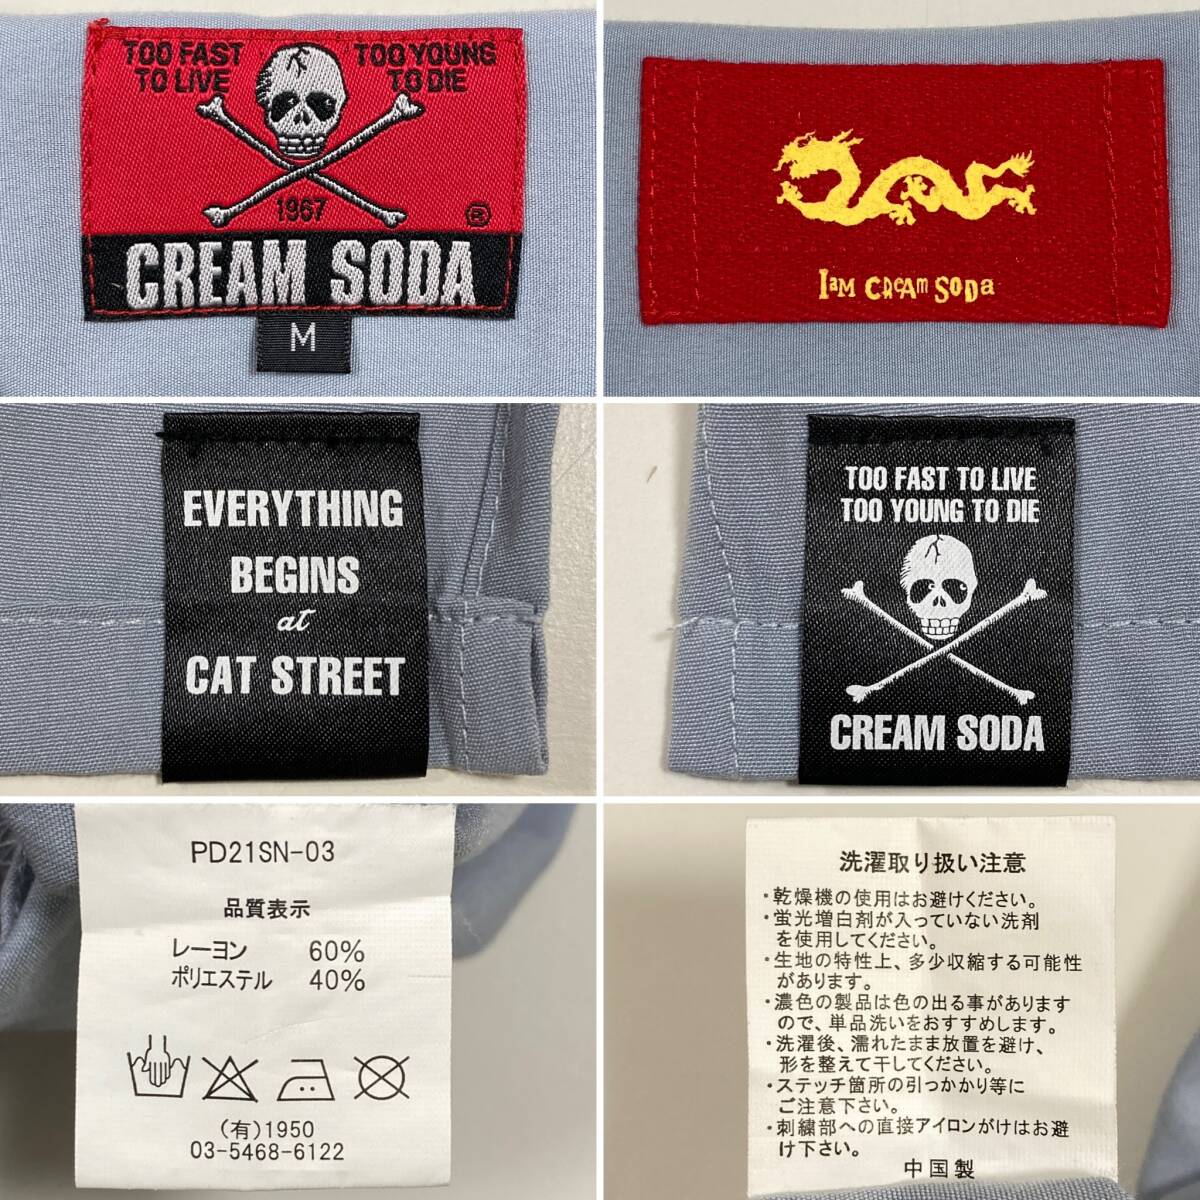 TOO FAST
TO LIVE
TOO YOUNG
TO DIE
1967
®
CREAM SODA
M
IaM CReaM SoDa
EVERYTHING
BEGINS
at
CAT STREET
TOO FAST TO LIVE
TOO YOUNG TO DIE
CREAM SODA
PD21SN-03
品質表示
レーヨン 60%
ポリエステル 40%
(有)1950
03-5468-6122
洗濯取り扱い注意
・乾燥機の使用はお避けください。
・蛍光増白剤が入っていない洗剤
を使用してください。
・生地の特性上、多少収縮する可能性
があります。
・濃色の製品は色の出る事があります
ので、単品洗いをおすすめします。
・洗濯後、濡れたまま放置を避け、
形を整えて干してください。
・ステッチ箇所の引っかかり等に
ご注意下さい。
・刺繍部への直接アイロンがけはお避
け下さい。
中国製